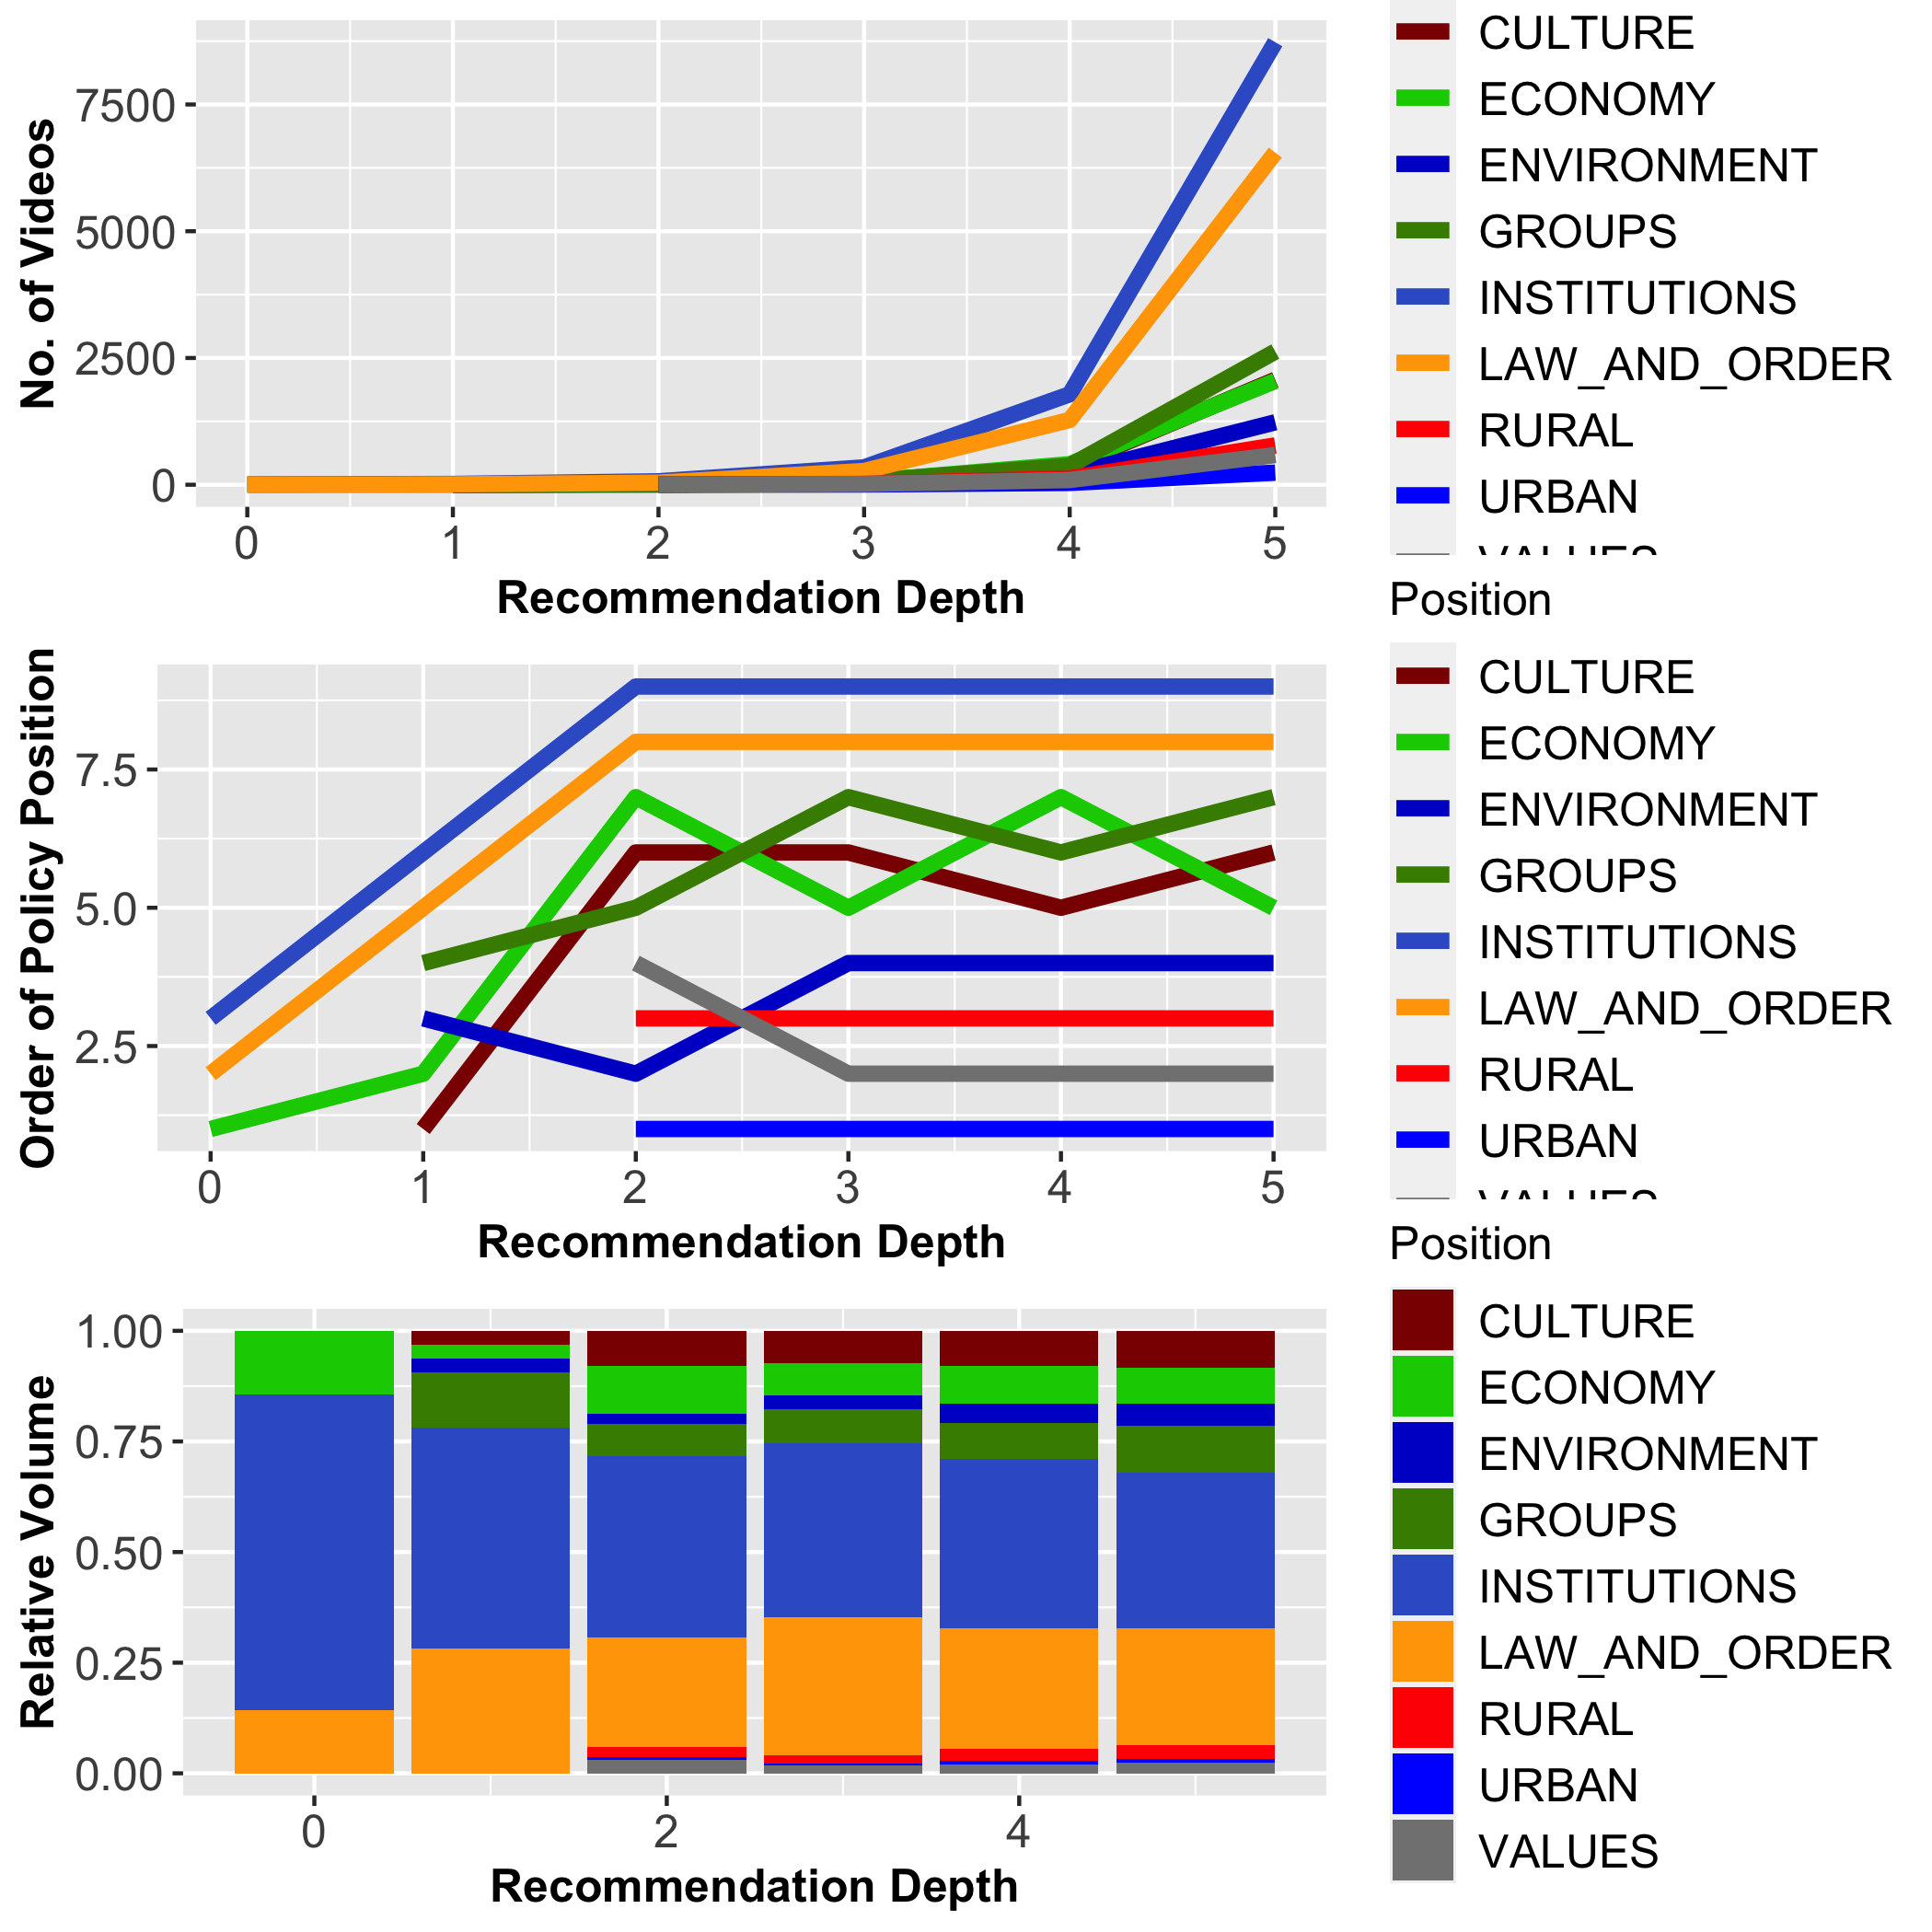 No. of Videos
7500
5000
2500
0
0 1 2 3 4 5
Recommendation Depth
CULTURE
ECONOMY
ENVIRONMENT
GROUPS
INSTITUTIONS
LAW_AND_ORDER
RURAL
URBAN
VALUES
Order of Policy Position
7.5
5.0
2.5
0 1 2 3 4 5
Recommendation Depth
Position
CULTURE
ECONOMY
ENVIRONMENT
GROUPS
INSTITUTIONS
LAW_AND_ORDER
RURAL
URBAN
VALUES
Relative Volume
1.00
0.75
0.50
0.25
0.00
0 2 4
Recommendation Depth
Position
CULTURE
ECONOMY
ENVIRONMENT
GROUPS
INSTITUTIONS
LAW_AND_ORDER
RURAL
URBAN
VALUES